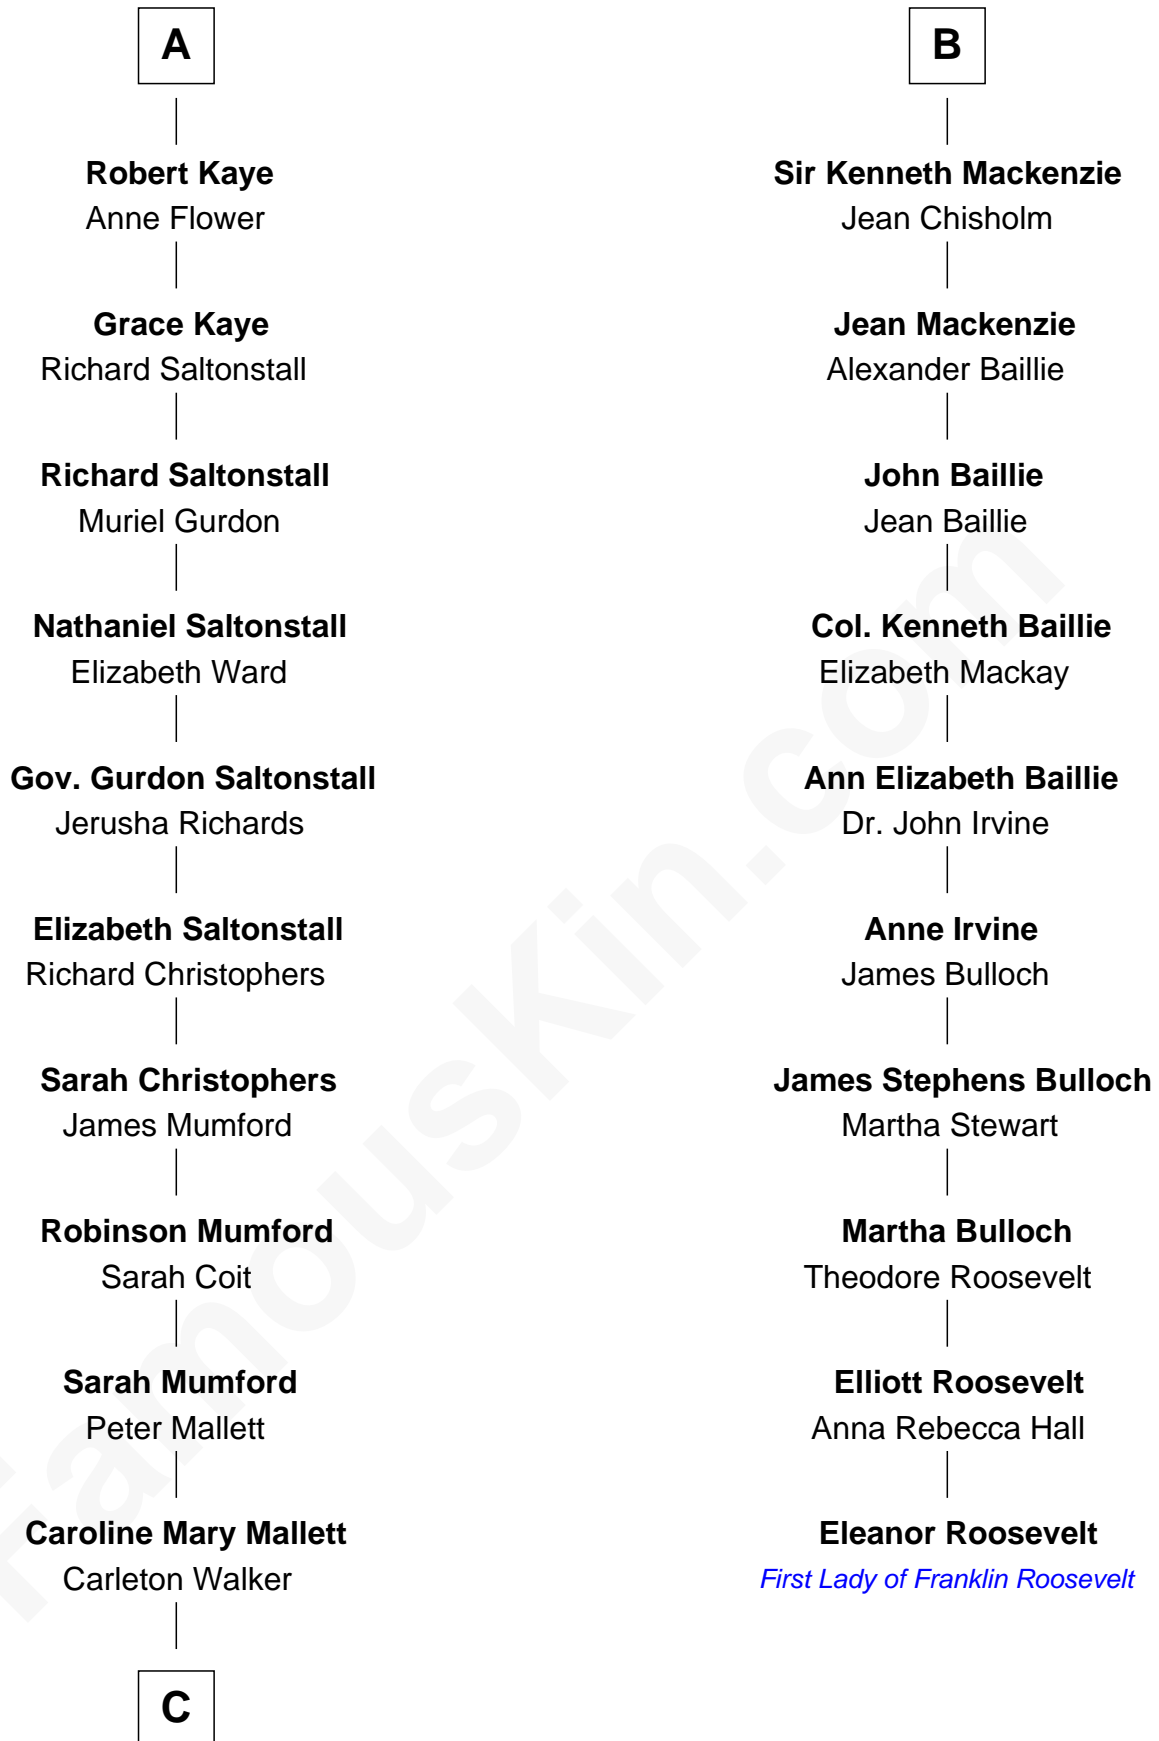 A
Robert Kaye
Anne Flower
Grace Kaye
Richard Saltonstall
Richard Saltonstall
Muriel Gurdon
Nathaniel Saltonstall
Elizabeth Ward
Gov. Gurdon Saltonstall
Jerusha Richards
Elizabeth Saltonstall
Richard Christophers
Sarah Christophers
James Mumford
Robinson Mumford
Sarah Coit
Sarah Mumford
Peter Mallett
Caroline Mary Mallett
Carleton Walker
C
B
Sir Kenneth Mackenzie
Jean Chisholm
Jean Mackenzie
Alexander Baillie
John Baillie
Jean Baillie
Col. Kenneth Baillie
Elizabeth Mackay
Ann Elizabeth Baillie
Dr. John Irvine
Anne Irvine
James Bulloch
James Stephens Bulloch
Martha Stewart
Martha Bulloch
Theodore Roosevelt
Elliott Roosevelt
Anna Rebecca Hall
Eleanor Roosevelt
First Lady of Franklin Roosevelt
FamousKin.com